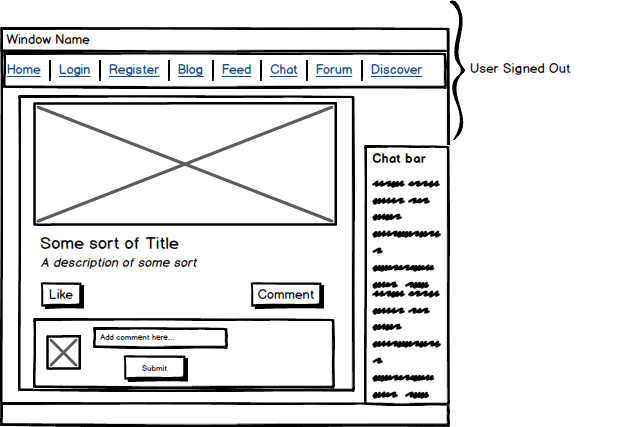 Window Name
Home Login Register Blog Feed Chat Forum Discover
User Signed Out
Chat bar
Some sort of Title
A description of some sort
Like Comment
Add comment here...
Submit